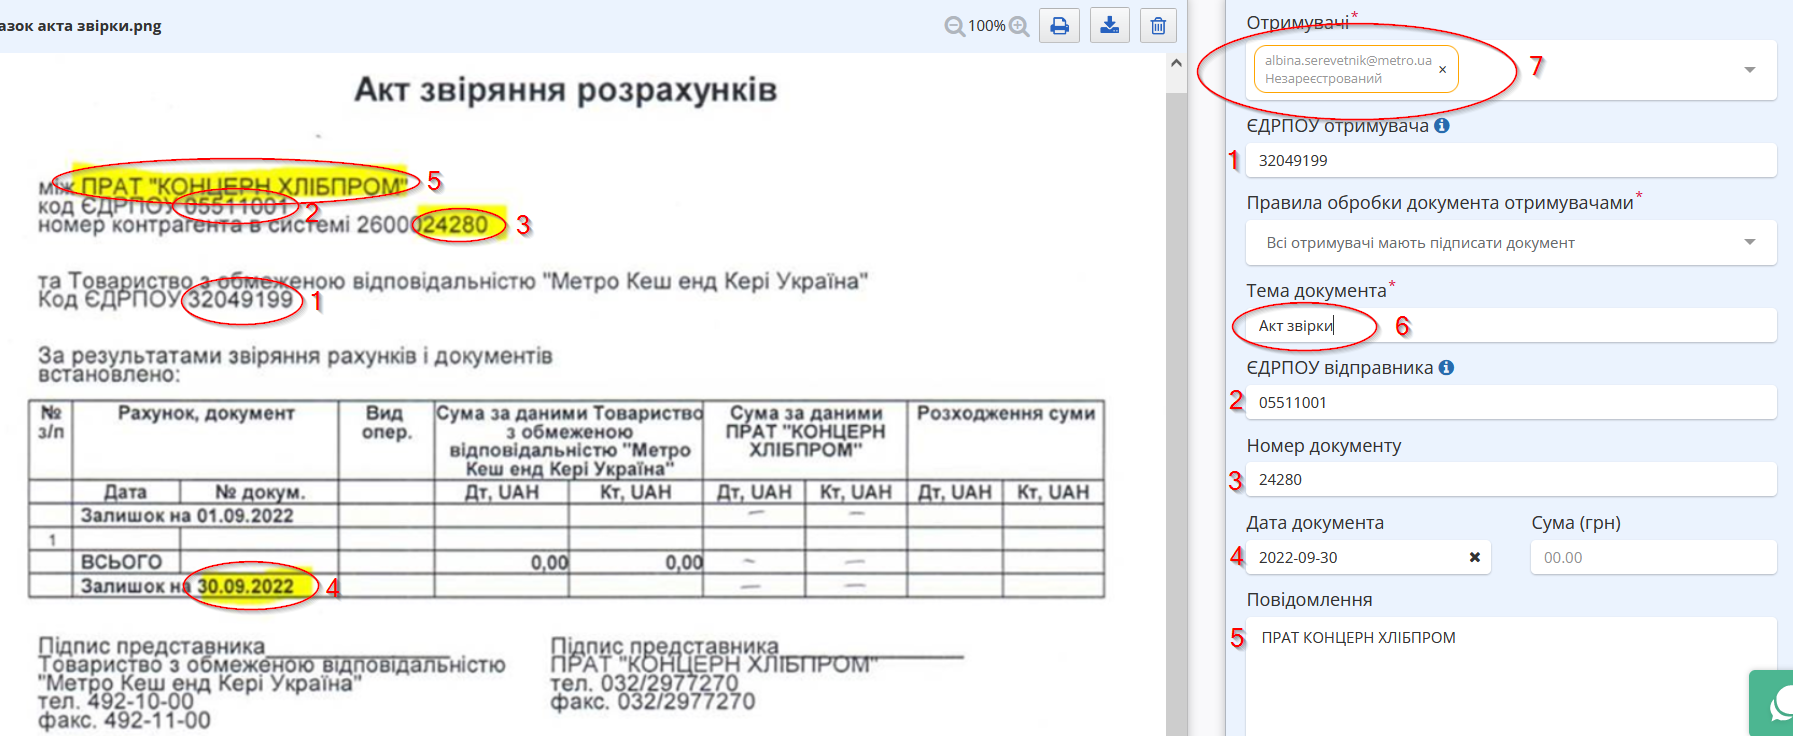 азок акта звірки.png
100%
Акт звіряння розрахунків
між ПРАТ "КОНЦЕРН ХЛІБПРОМ" 5
код ЄДРПОУ 05511001 2
номер контрагента в системі 2600024280 3
та Товариство з обмеженою відповідальністю "Метро Кеш енд Кері Україна"
Код ЄДРПОУ 32049199 1
За результатами звіряння рахунків і документів
встановлено:
№ з/п
Рахунок, документ
Вид опер.
Сума за даними Товариство
з обмеженою
відповідальністю "Метро
Кеш енд Кері Україна"
Сума за даними
ПРАТ "КОНЦЕРН
ХЛІБПРОМ"
Розходження суми
Дата № докум. Дт, UAH Кт, UAH Дт, UAH Кт, UAH Дт, UAH Кт, UAH
Залишок на 01.09.2022 – –
1
ВСЬОГО 0,00 0,00 – –
Залишок на 30.09.2022 4 – –
Підпис представника
Товариство з обмеженою відповідальністю
"Метро Кеш енд Кері Україна"
тел. 492-10-00
факс. 492-11-00
Підпис представника
ПРАТ "КОНЦЕРН ХЛІБПРОМ"
тел. 032/2977270
факс. 032/2977270
Отримувачі*
albina.serevetnik@metro.ua
Незареєстрований × 7
ЄДРПОУ отримувача
1 32049199
Правила обробки документа отримувачами*
Всі отримувачі мають підписати документ
Тема документа*
Акт звірки 6
ЄДРПОУ відправника
2 05511001
Номер документу
3 24280
Дата документа Сума (грн)
4 2022-09-30 ✖ 00.00
Повідомлення
5 ПРАТ КОНЦЕРН ХЛІБПРОМ